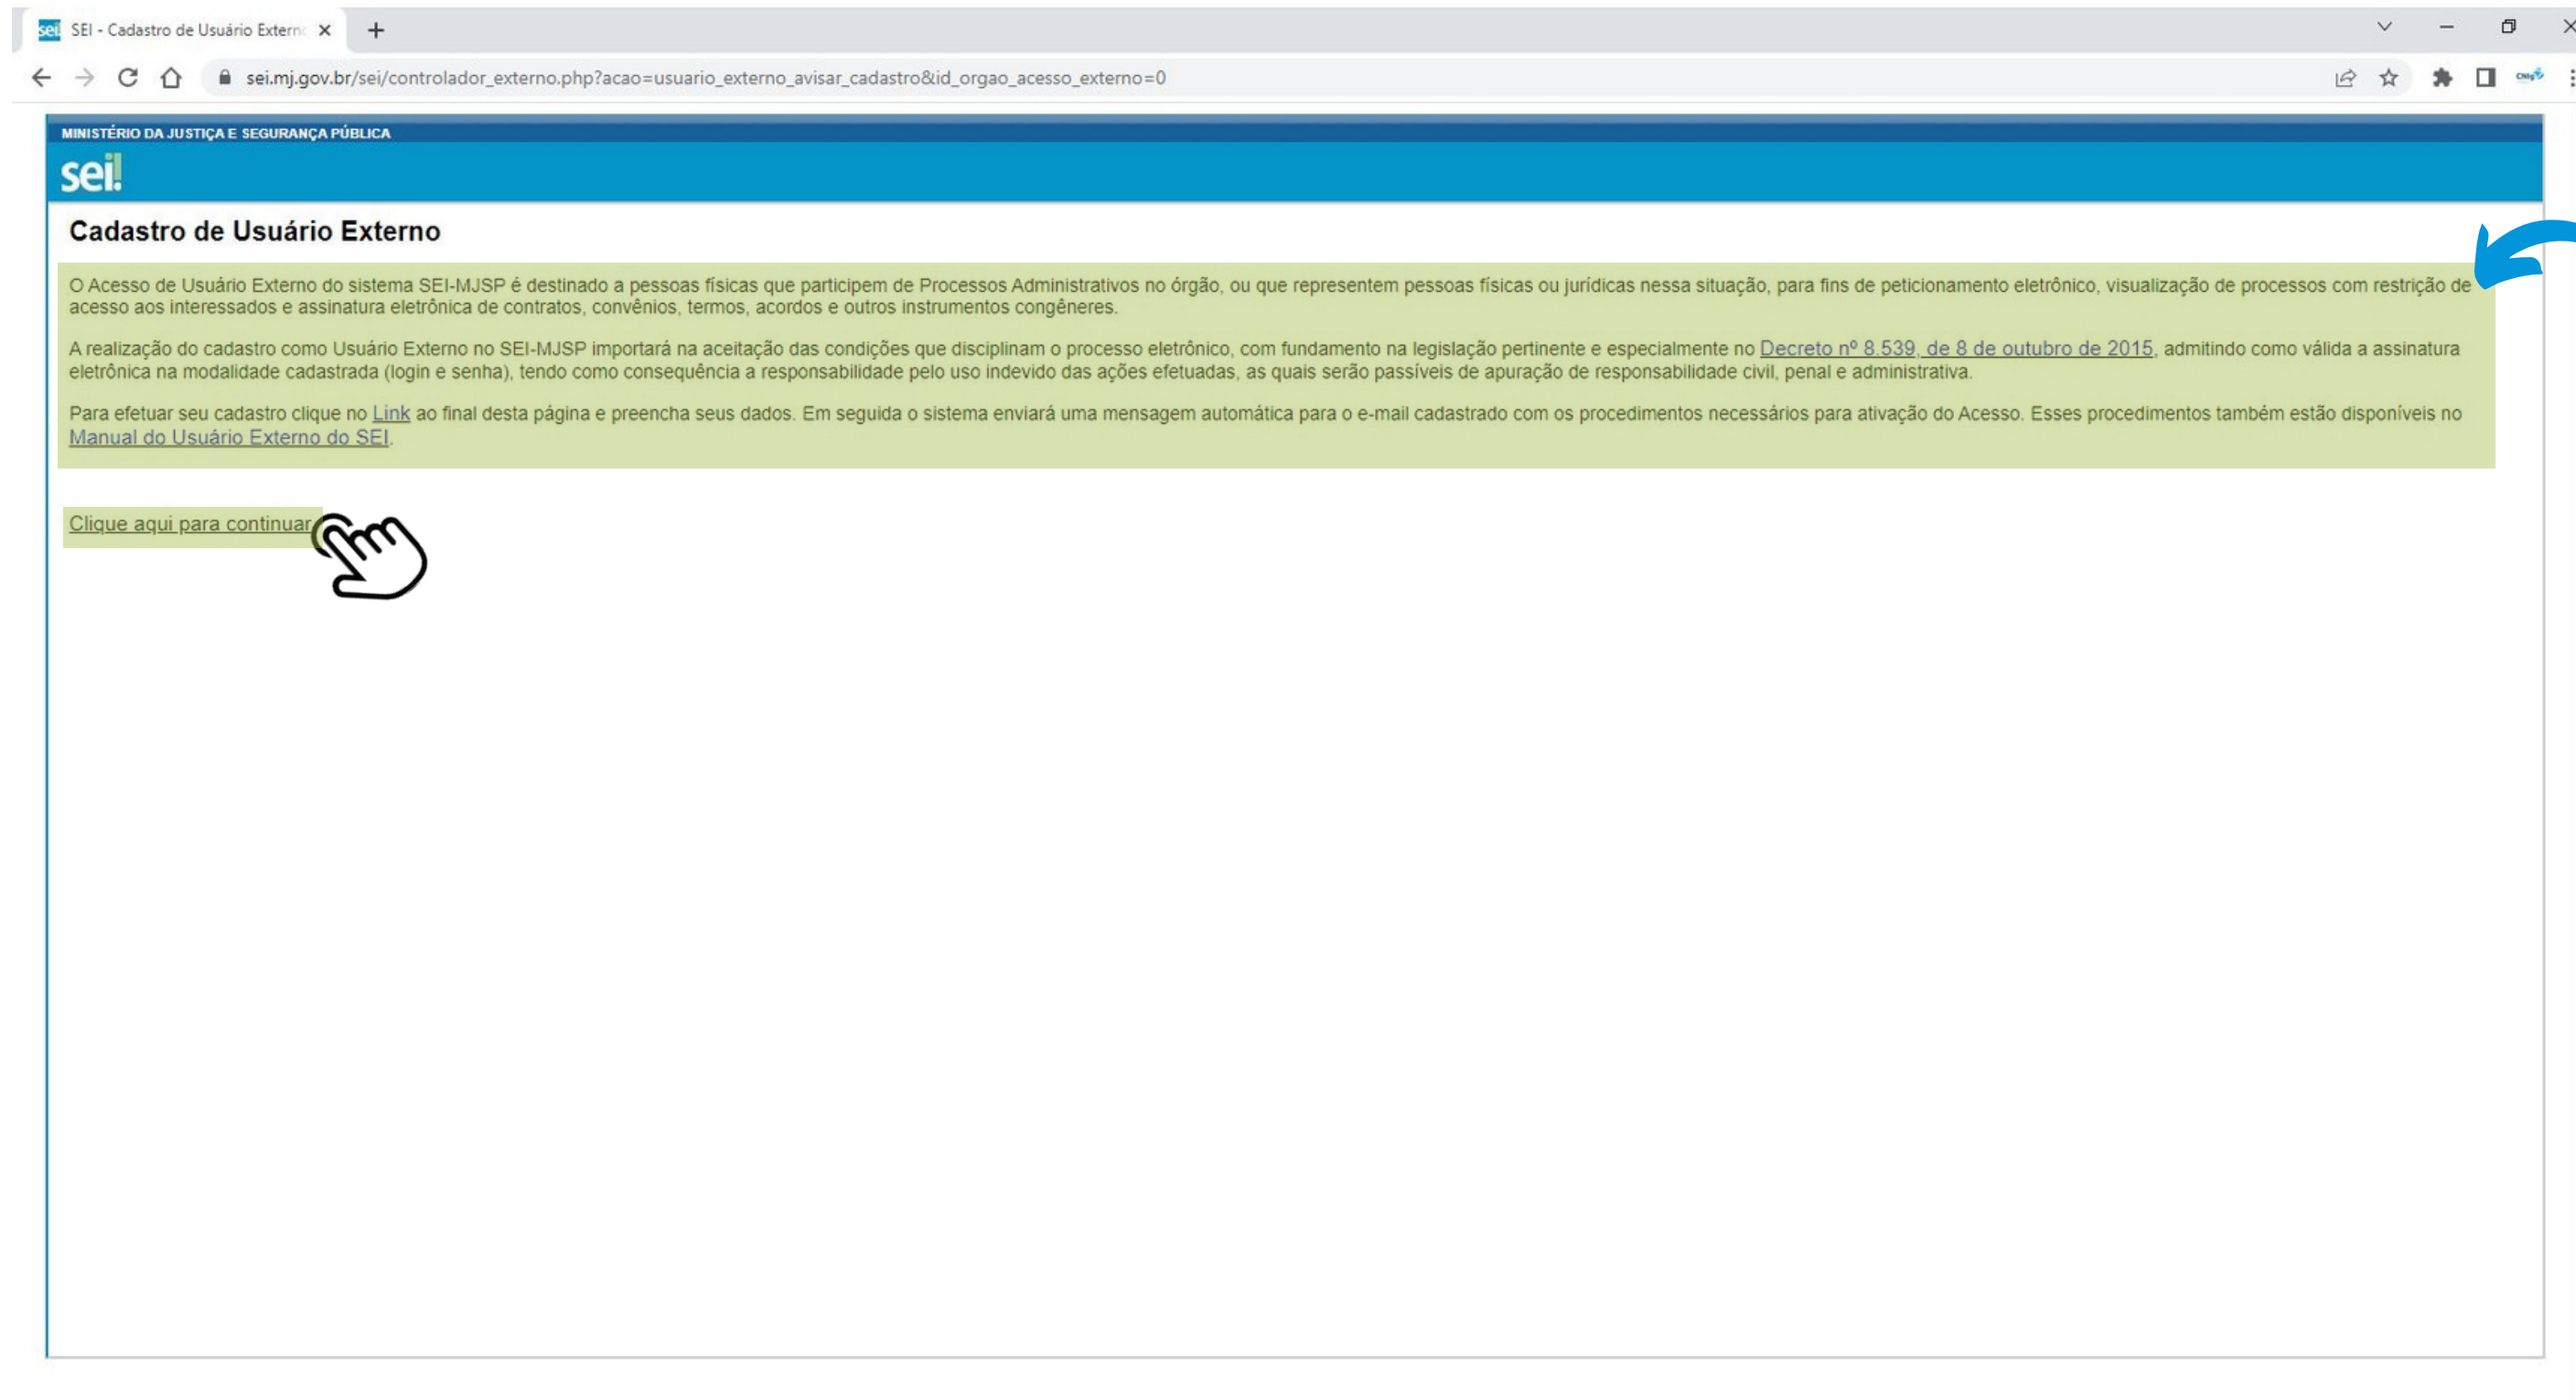 sei! SEI - Cadastro de Usuário Extern
sei.mj.gov.br/sei/controlador_externo.php?acao=usuario_externo_avisar_cadastro&id_orgao_acesso_externo=0
MINISTÉRIO DA JUSTIÇA E SEGURANÇA PÚBLICA
sei!
Cadastro de Usuário Externo
O Acesso de Usuário Externo do sistema SEI-MJSP é destinado a pessoas físicas que participem de Processos Administrativos no órgão, ou que representem pessoas físicas ou jurídicas nessa situação, para fins de peticionamento eletrônico, visualização de processos com restrição de
acesso aos interessados e assinatura eletrônica de contratos, convênios, termos, acordos e outros instrumentos congêneres.
A realização do cadastro como Usuário Externo no SEI-MJSP importará na aceitação das condições que disciplinam o processo eletrônico, com fundamento na legislação pertinente e especialmente no Decreto nº 8.539, de 8 de outubro de 2015, admitindo como válida a assinatura
eletrônica na modalidade cadastrada (login e senha), tendo como consequência a responsabilidade pelo uso indevido das ações efetuadas, as quais serão passíveis de apuração de responsabilidade civil, penal e administrativa.
Para efetuar seu cadastro clique no Link ao final desta página e preencha seus dados. Em seguida o sistema enviará uma mensagem automática para o e-mail cadastrado com os procedimentos necessários para ativação do Acesso. Esses procedimentos também estão disponíveis no
Manual do Usuário Externo do SEI.
Clique aqui para continuar